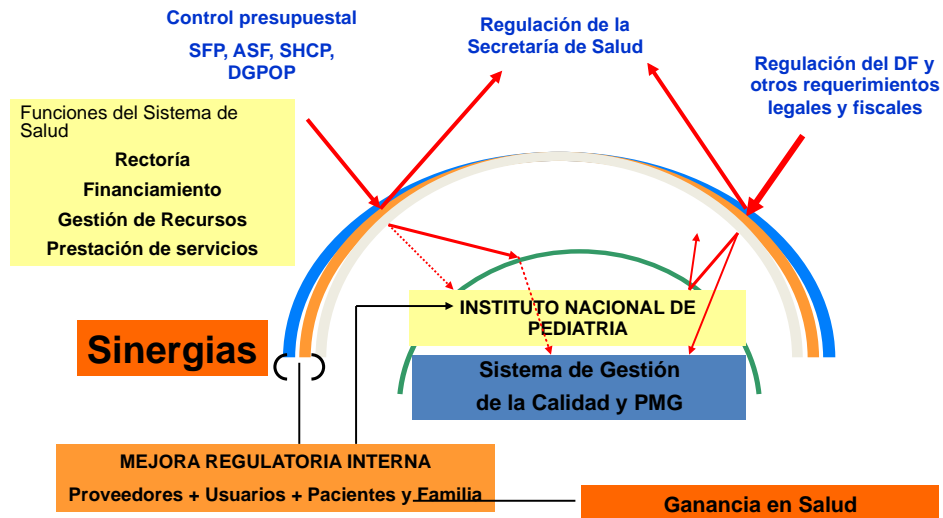 Control presupuestal
SFP, ASF, SHCP,
DGPOP
Regulación de la
Secretaría de Salud
Regulación del DF y
otros requerimientos
legales y fiscales
Funciones del Sistema de
Salud
Rectoría
Financiamiento
Gestión de Recursos
Prestación de servicios
INSTITUTO NACIONAL DE
PEDIATRIA
Sinergias
Sistema de Gestión
de la Calidad y PMG
MEJORA REGULATORIA INTERNA
Proveedores + Usuarios + Pacientes y Familia
Ganancia en Salud